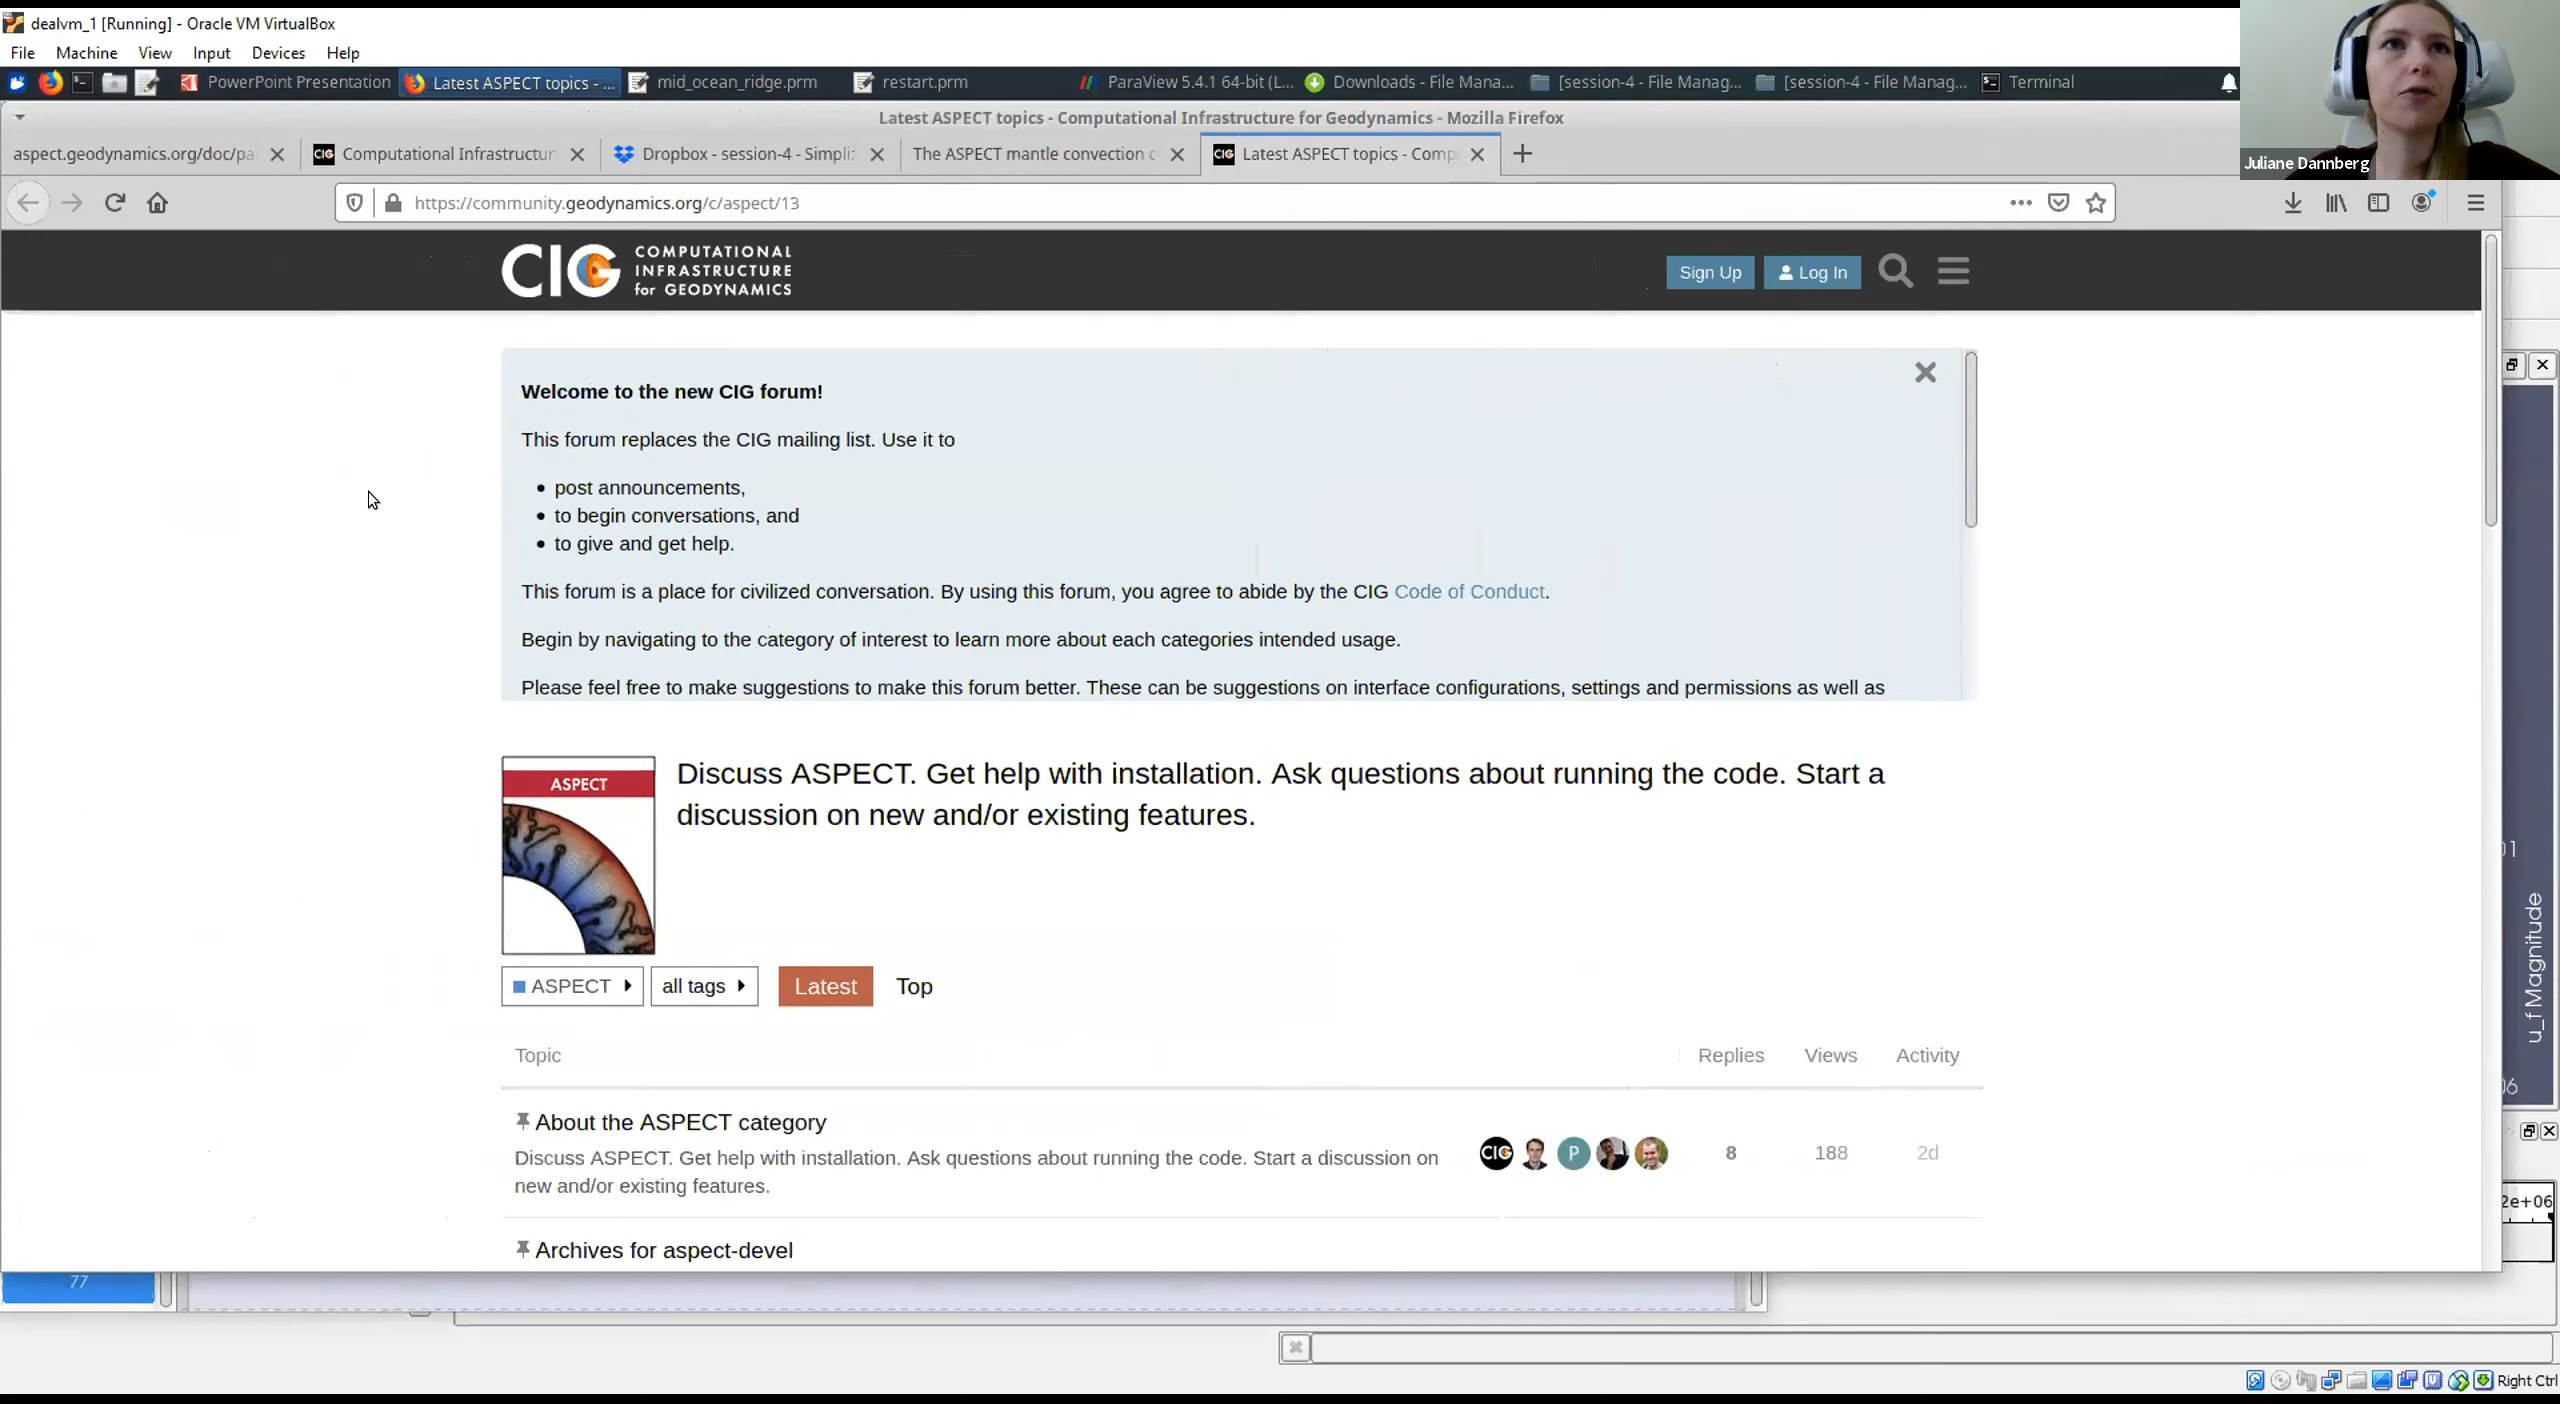 dealvm_1 [Running] - Oracle VM VirtualBox
File Machine View Input Devices Help
PowerPoint Presentation
Latest ASPECT topics - ...
mid_ocean_ridge.prm
restart.prm
ParaView 5.4.1 64-bit (L...
Downloads - File Mana...
[session-4 - File Manag...
[session-4 - File Manag...
Terminal
Latest ASPECT topics - Computational Infrastructure for Geodynamics - Mozilla Firefox
Juliane Dannberg
aspect.geodynamics.org/doc/pa
CIG Computational Infrastructur
Dropbox - session-4 - Simpli
The ASPECT mantle convection c
CIG Latest ASPECT topics - Comp
https://community.geodynamics.org/c/aspect/13
CIG COMPUTATIONAL
INFRASTRUCTURE
for GEODYNAMICS
Sign Up
Log In
Welcome to the new CIG forum!
This forum replaces the CIG mailing list. Use it to
• post announcements,
• to begin conversations, and
• to give and get help.
This forum is a place for civilized conversation. By using this forum, you agree to abide by the CIG Code of Conduct.
Begin by navigating to the category of interest to learn more about each categories intended usage.
Please feel free to make suggestions to make this forum better. These can be suggestions on interface configurations, settings and permissions as well as
ASPECT
Discuss ASPECT. Get help with installation. Ask questions about running the code. Start a
discussion on new and/or existing features.
ASPECT
all tags
Latest
Top
Topic Replies Views Activity
About the ASPECT category
Discuss ASPECT. Get help with installation. Ask questions about running the code. Start a discussion on
new and/or existing features.
CIG P 8 188 2d
Archives for aspect-devel
u_f Magnitude
2e+06
77
Right Ctrl